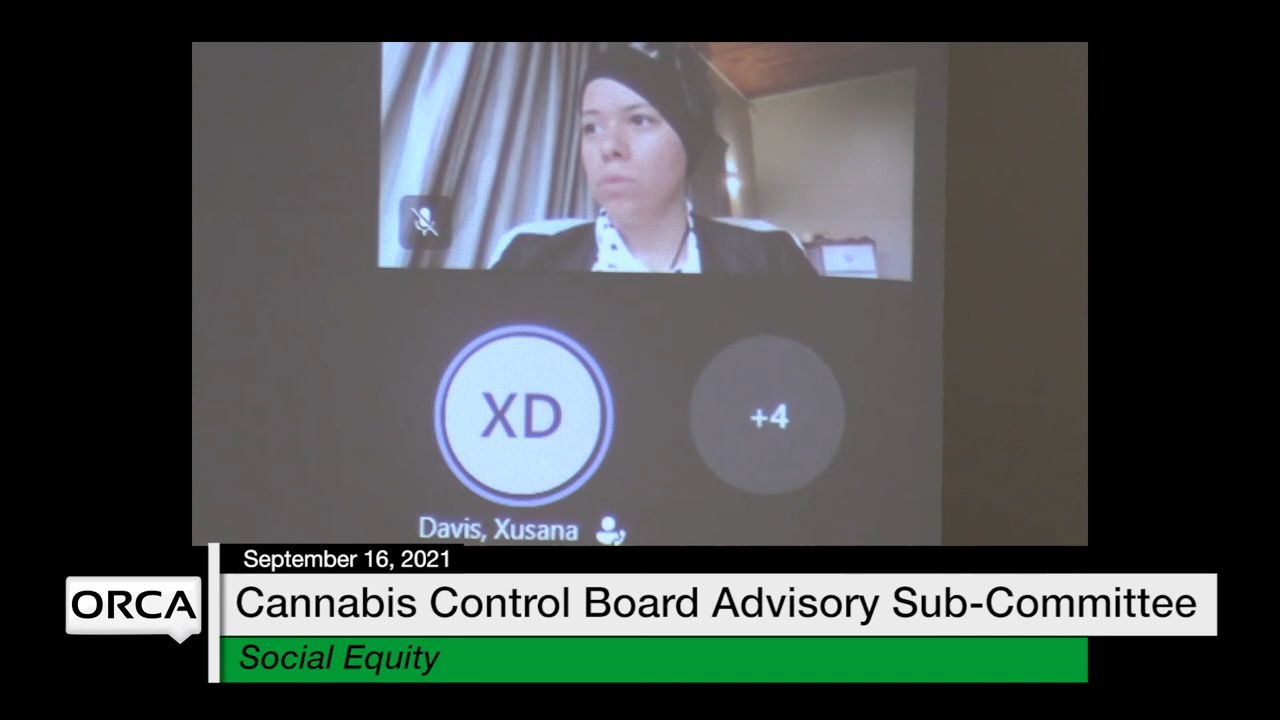 XD
+4
Davis, Xusana
September 16, 2021
ORCA
Cannabis Control Board Advisory Sub-Committee
Social Equity